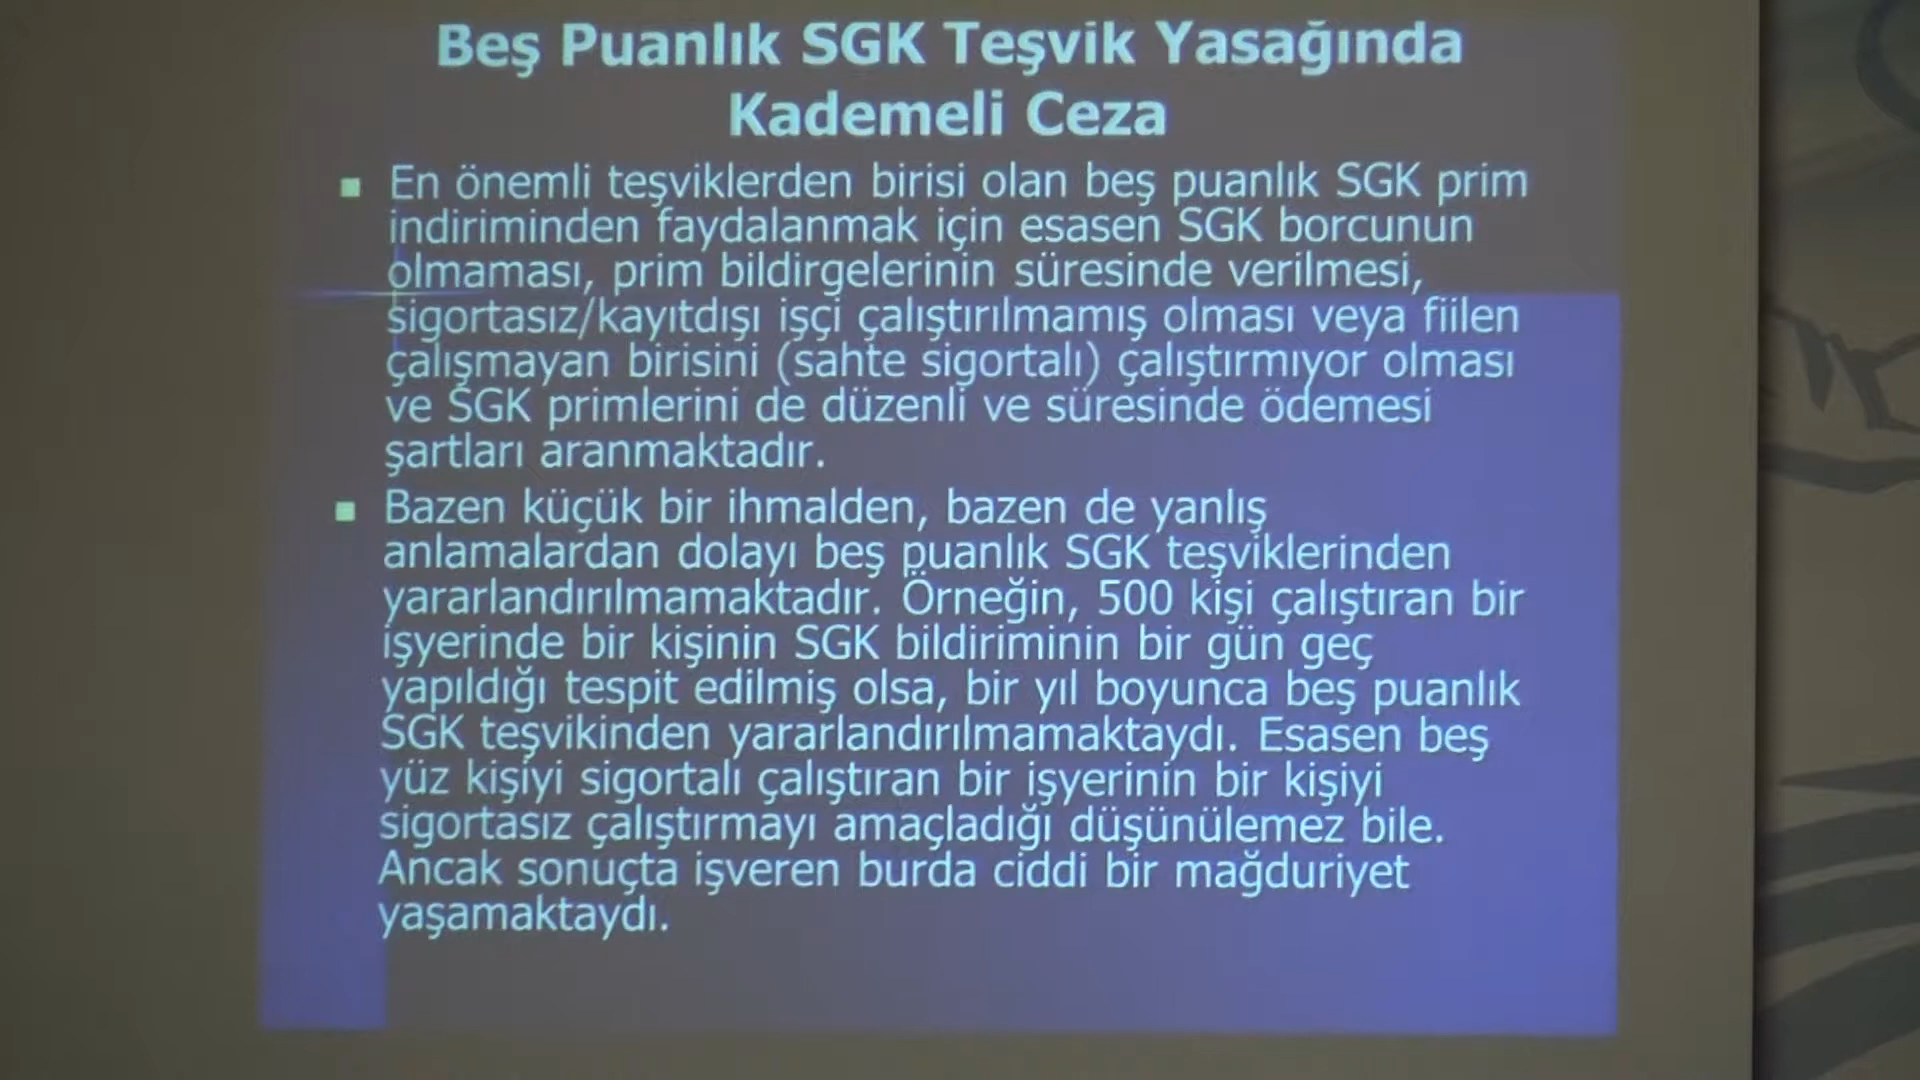 Beş Puanlık SGK Teşvik Yasağında
Kademeli Ceza
En önemli teşviklerden birisi olan beş puanlık SGK prim
indiriminden faydalanmak için esasen SGK borcunun
olmaması, prim bildirgelerinin süresinde verilmesi,
sigortasız/kayıtdışı işçi çalıştırılmamış olması veya fiilen
çalışmayan birisini (sahte sigortalı) çalıştırmıyor olması
ve SGK primlerini de düzenli ve süresinde ödemesi
şartları aranmaktadır.
Bazen küçük bir ihmalden, bazen de yanlış
anlamalardan dolayı beş puanlık SGK teşviklerinden
yararlandırılmamaktadır. Örneğin, 500 kişi çalıştıran bir
işyerinde bir kişinin SGK bildiriminin bir gün geç
yapıldığı tespit edilmiş olsa, bir yıl boyunca beş puanlık
SGK teşvikinden yararlandırılmamaktaydı. Esasen beş
yüz kişiyi sigortalı çalıştıran bir işyerinin bir kişiyi
sigortasız çalıştırmayı amaçladığı düşünülemez bile.
Ancak sonuçta işveren burda ciddi bir mağduriyet
yaşamaktaydı.